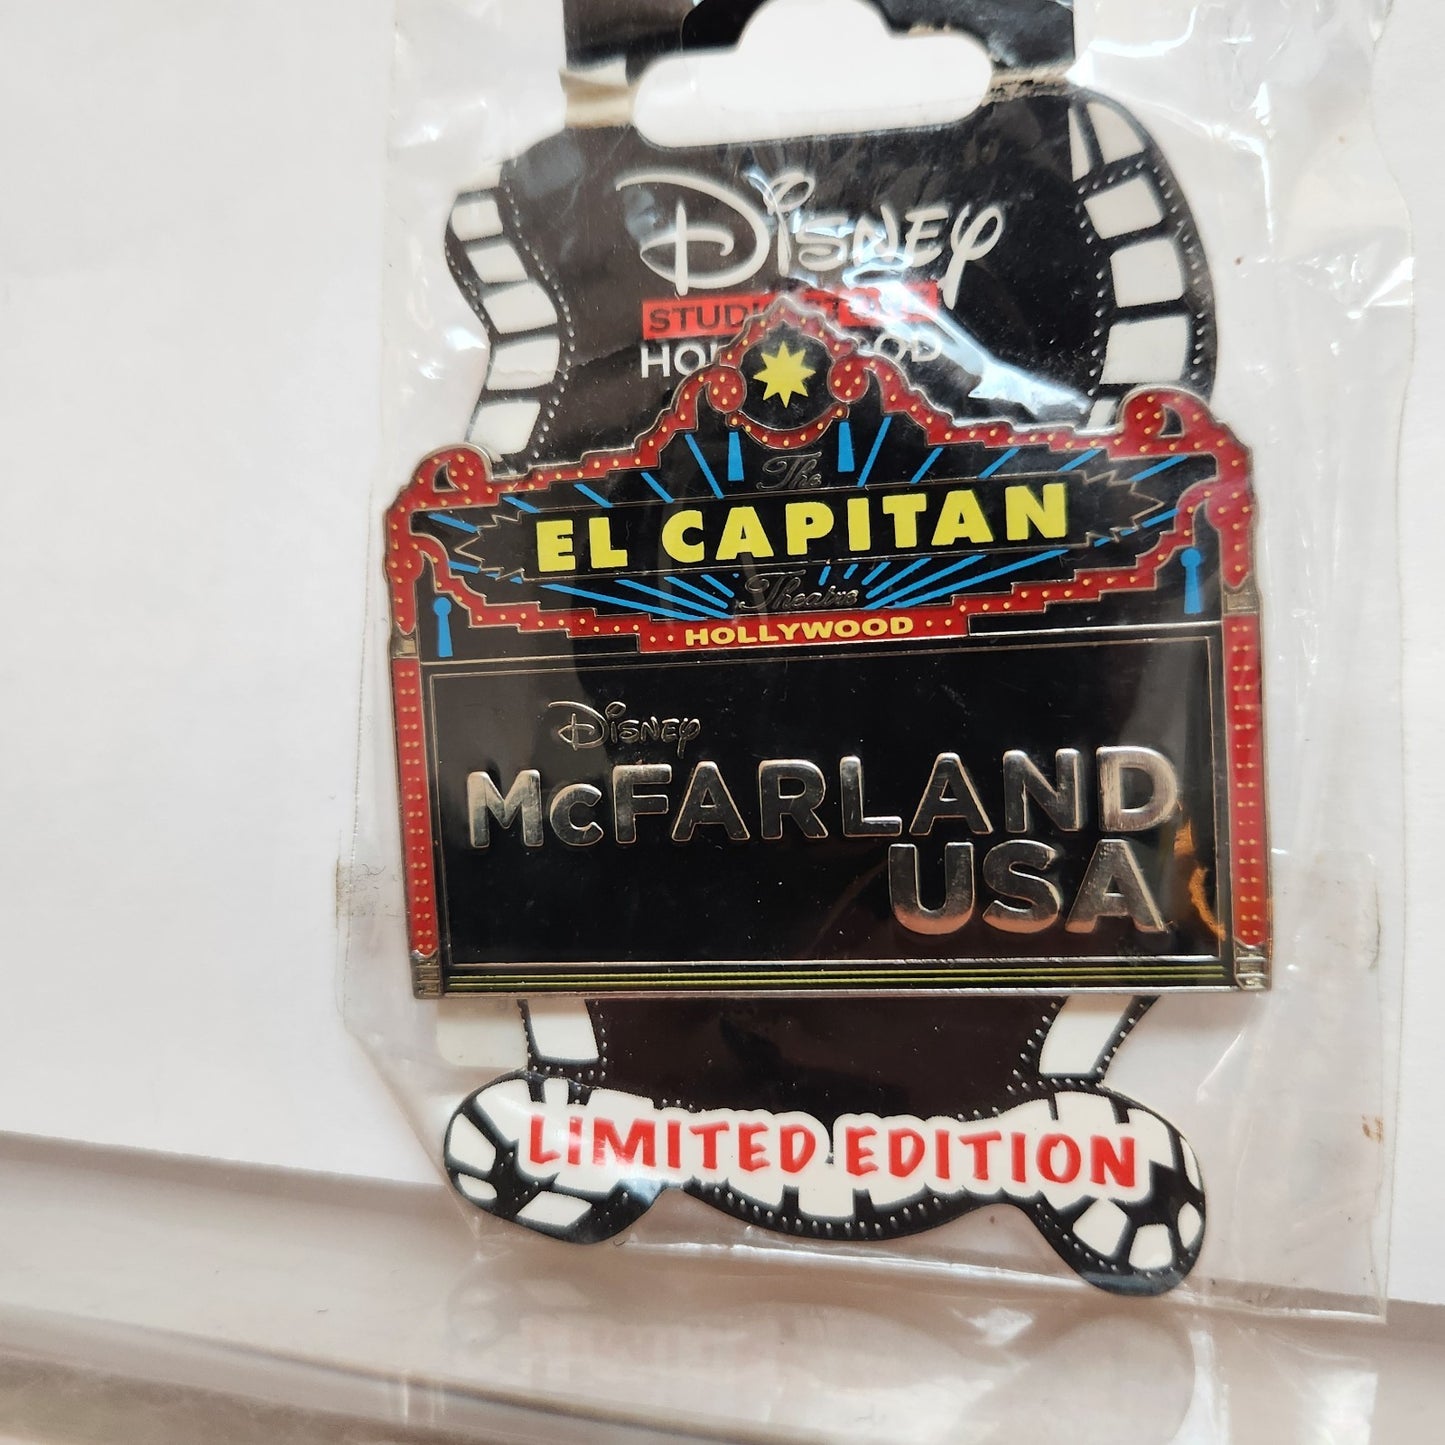 Disney
HOLLYWOOD
The
EL CAPITAN
Theatre
HOLLYWOOD
Disney
McFARLAND
USA
LIMITED EDITION